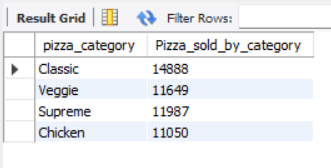 Result Grid Filter Rows:
pizza_category Pizza_sold_by_category
Classic 14888
Veggie 11649
Supreme 11987
Chicken 11050